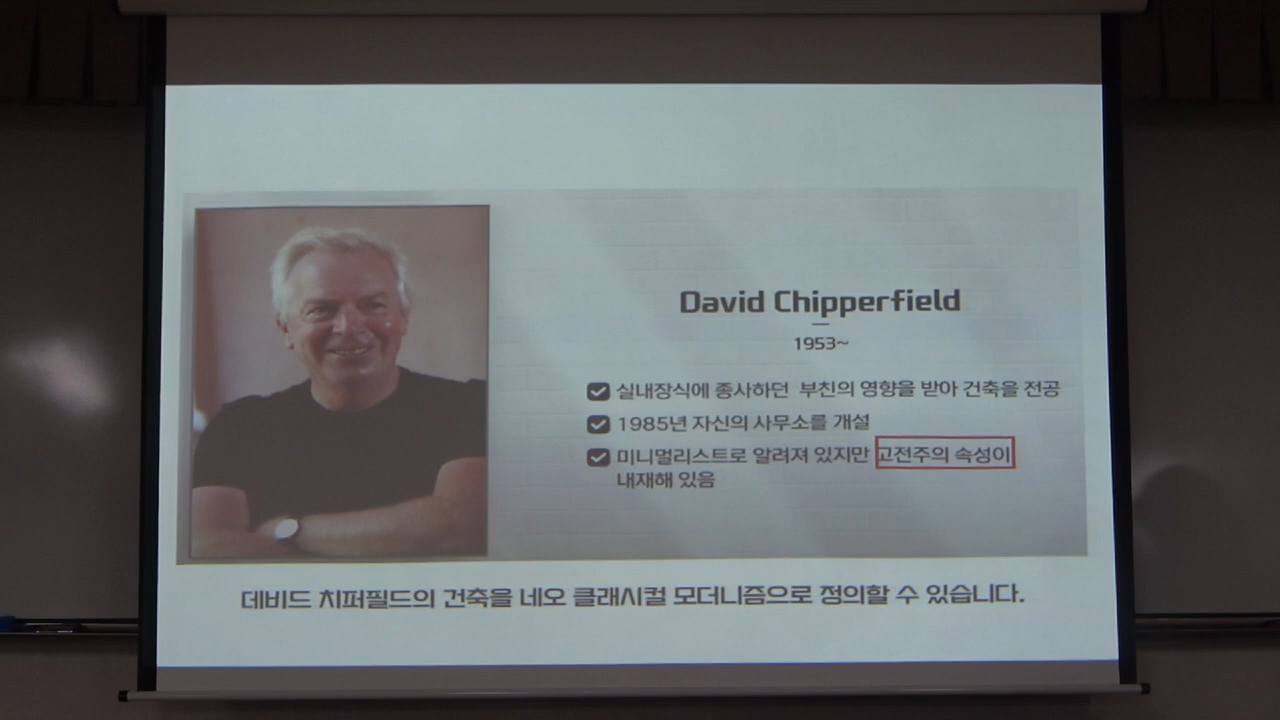 David Chipperfield
1953~
실내장식에 종사하던 부친의 영향을 받아 건축을 전공
1985년 자신의 사무소를 개설
미니멀리스트로 알려져 있지만 고전주의 속성이
내재해 있음
데비드 치퍼필드의 건축을 네오 클래시컬 모더니즘으로 정의할 수 있습니다.